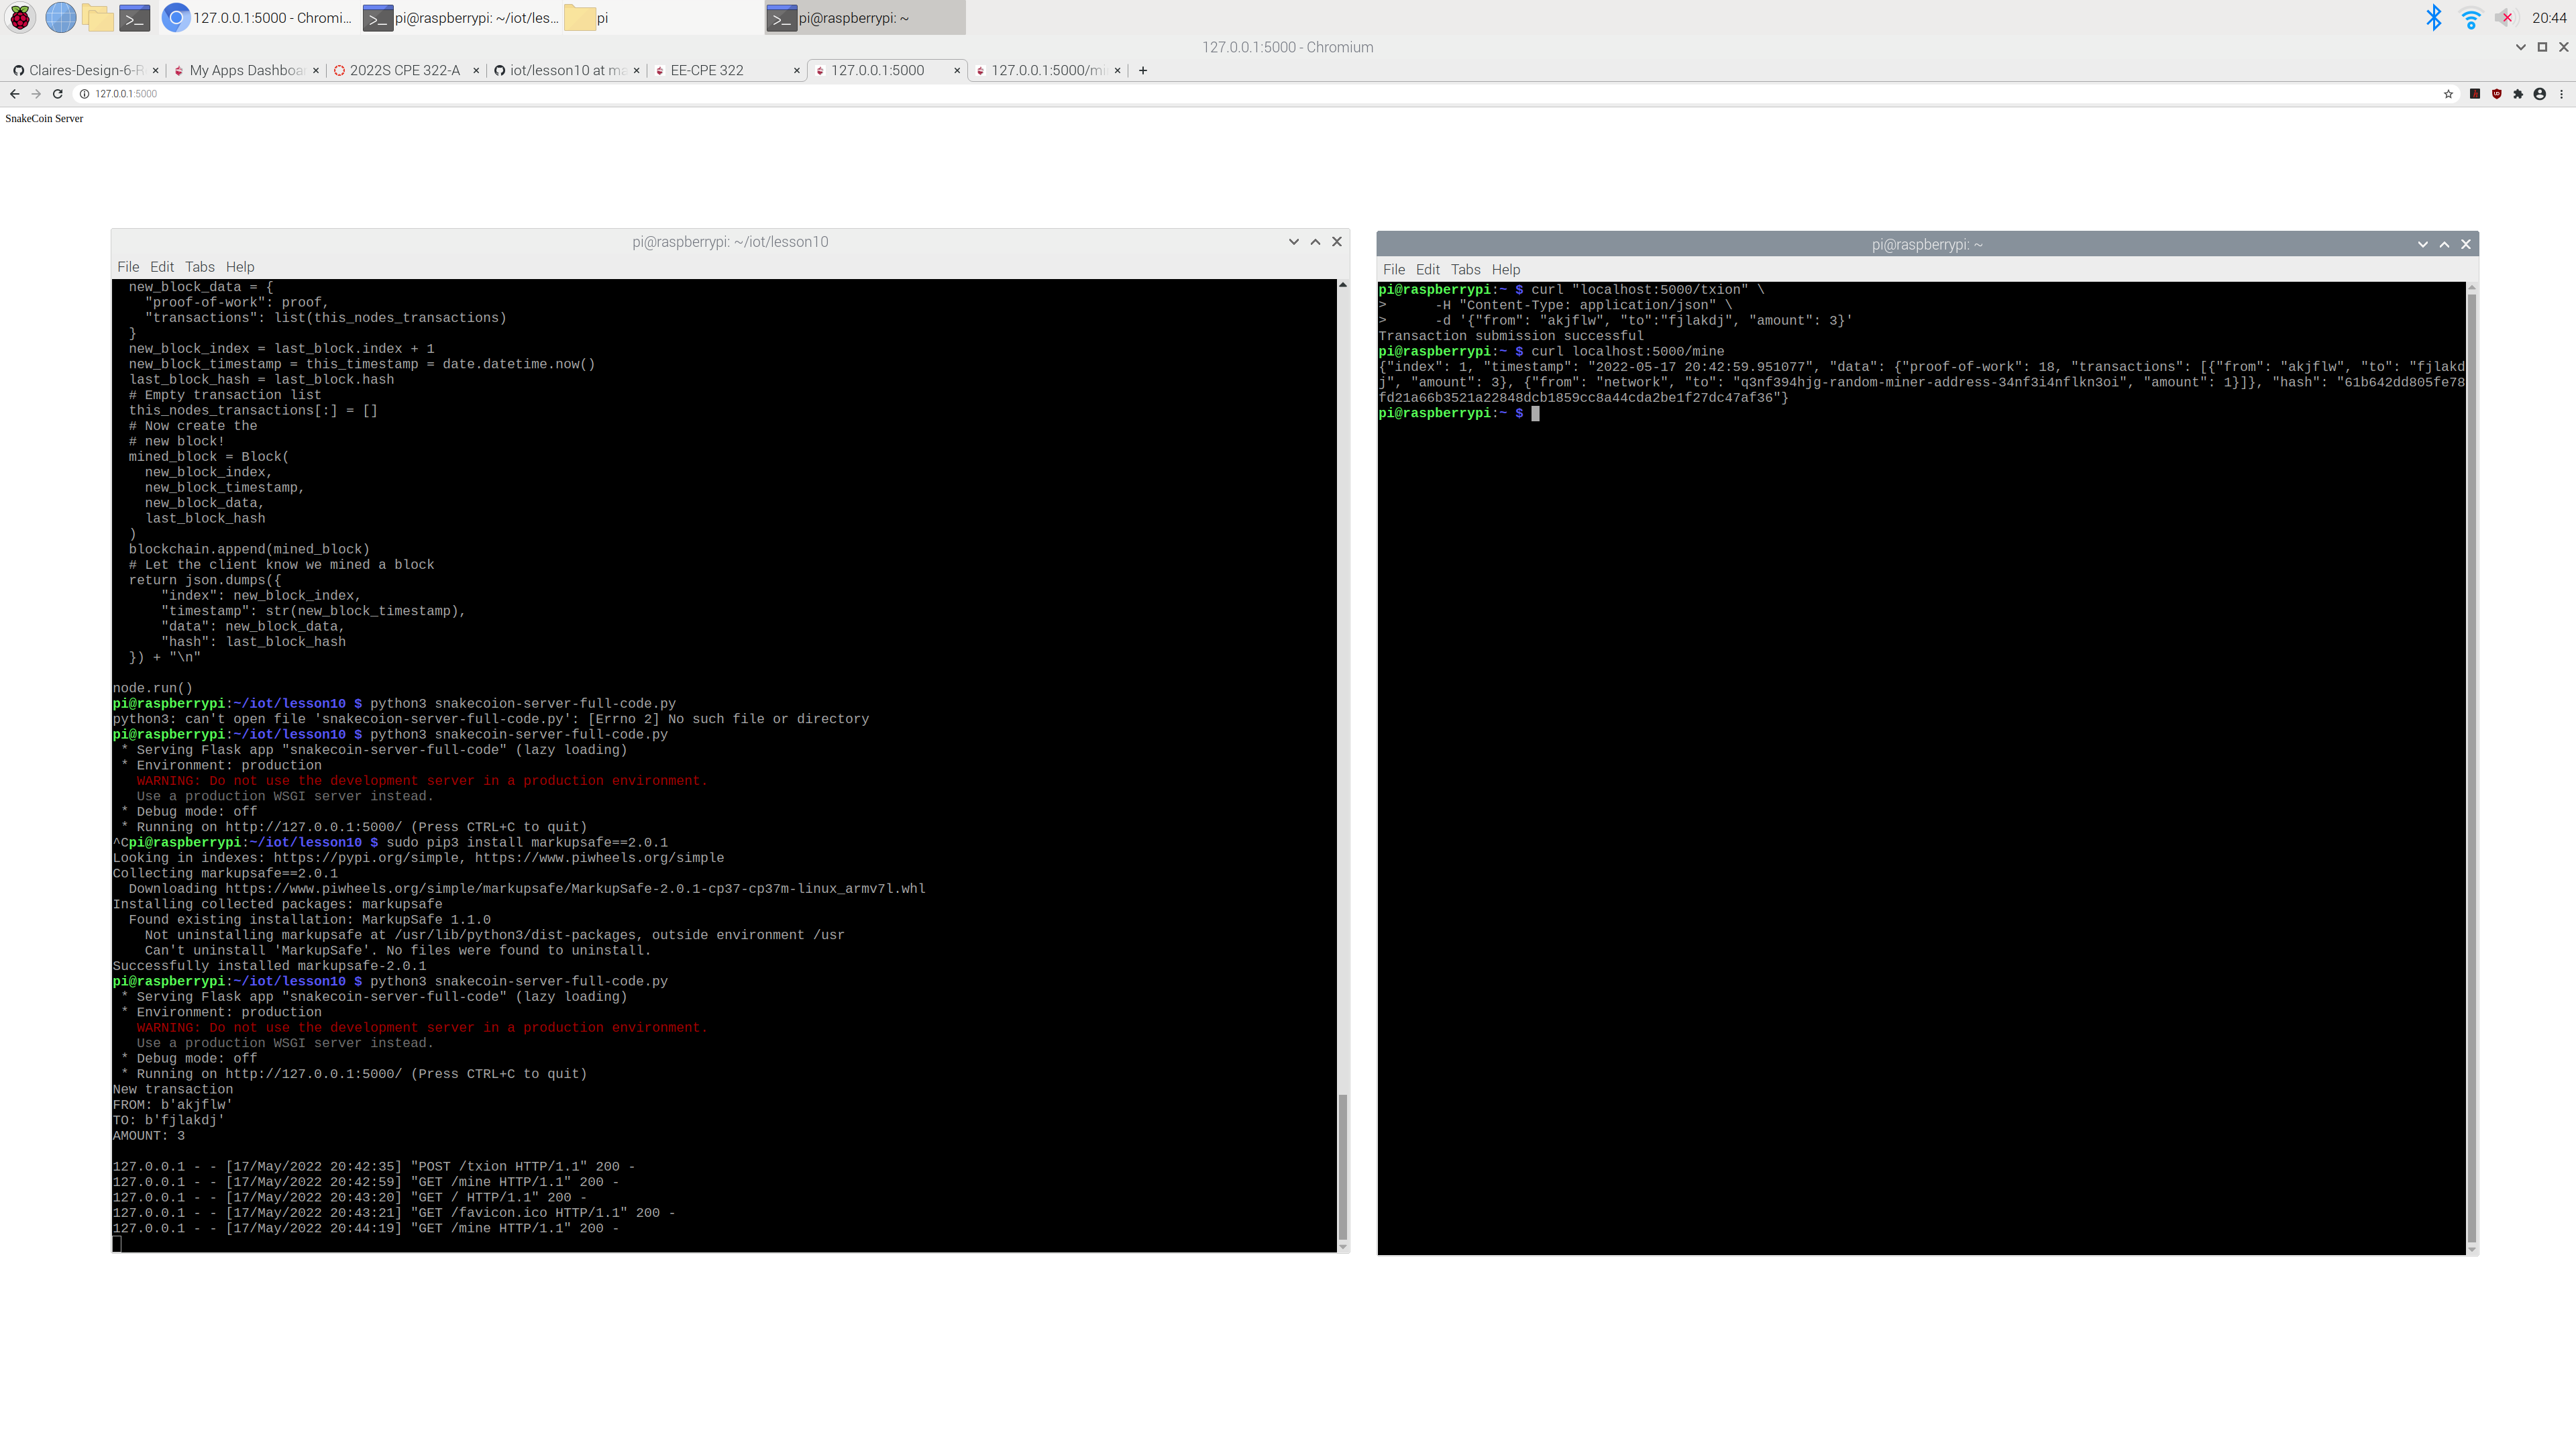 127.0.0.1:5000 - Chromi...
pi@raspberrypi: ~/iot/les...
pi
pi@raspberrypi: ~
20:44
127.0.0.1:5000 - Chromium
Claires-Design-6-R
My Apps Dashboar
2022S CPE 322-A
iot/lesson10 at ma
EE-CPE 322
127.0.0.1:5000
127.0.0.1:5000/mi
127.0.0.1:5000
SnakeCoin Server
pi@raspberrypi: ~/iot/lesson10
File Edit Tabs Help
new_block_data = {
"proof-of-work": proof,
"transactions": list(this_nodes_transactions)
}
new_block_index = last_block.index + 1
new_block_timestamp = this_timestamp = date.datetime.now()
last_block_hash = last_block.hash
# Empty transaction list
this_nodes_transactions[:] = []
# Now create the
# new block!
mined_block = Block(
new_block_index,
new_block_timestamp,
new_block_data,
last_block_hash
)
blockchain.append(mined_block)
# Let the client know we mined a block
return json.dumps({
"index": new_block_index,
"timestamp": str(new_block_timestamp),
"data": new_block_data,
"hash": last_block_hash
}) + "\n"
node.run()
pi@raspberrypi:~/iot/lesson10 $ python3 snakecoion-server-full-code.py
python3: can't open file 'snakecoion-server-full-code.py': [Errno 2] No such file or directory
pi@raspberrypi:~/iot/lesson10 $ python3 snakecoin-server-full-code.py
* Serving Flask app "snakecoin-server-full-code" (lazy loading)
* Environment: production
WARNING: Do not use the development server in a production environment.
Use a production WSGI server instead.
* Debug mode: off
* Running on http://127.0.0.1:5000/ (Press CTRL+C to quit)
^Cpi@raspberrypi:~/iot/lesson10 $ sudo pip3 install markupsafe==2.0.1
Looking in indexes: https://pypi.org/simple, https://www.piwheels.org/simple
Collecting markupsafe==2.0.1
Downloading https://www.piwheels.org/simple/markupsafe/MarkupSafe-2.0.1-cp37-cp37m-linux_armv7l.whl
Installing collected packages: markupsafe
Found existing installation: MarkupSafe 1.1.0
Not uninstalling markupsafe at /usr/lib/python3/dist-packages, outside environment /usr
Can't uninstall 'MarkupSafe'. No files were found to uninstall.
Successfully installed markupsafe-2.0.1
pi@raspberrypi:~/iot/lesson10 $ python3 snakecoin-server-full-code.py
* Serving Flask app "snakecoin-server-full-code" (lazy loading)
* Environment: production
WARNING: Do not use the development server in a production environment.
Use a production WSGI server instead.
* Debug mode: off
* Running on http://127.0.0.1:5000/ (Press CTRL+C to quit)
New transaction
FROM: b'akjflw'
TO: b'fjlakdj'
AMOUNT: 3
127.0.0.1 - - [17/May/2022 20:42:35] "POST /txion HTTP/1.1" 200 -
127.0.0.1 - - [17/May/2022 20:42:59] "GET /mine HTTP/1.1" 200 -
127.0.0.1 - - [17/May/2022 20:43:20] "GET / HTTP/1.1" 200 -
127.0.0.1 - - [17/May/2022 20:43:21] "GET /favicon.ico HTTP/1.1" 200 -
127.0.0.1 - - [17/May/2022 20:44:19] "GET /mine HTTP/1.1" 200 -
pi@raspberrypi: ~
File Edit Tabs Help
pi@raspberrypi:~ $ curl "localhost:5000/txion" \
> -H "Content-Type: application/json" \
> -d '{"from": "akjflw", "to":"fjlakdj", "amount": 3}'
Transaction submission successful
pi@raspberrypi:~ $ curl localhost:5000/mine
{"index": 1, "timestamp": "2022-05-17 20:42:59.951077", "data": {"proof-of-work": 18, "transactions": [{"from": "akjflw", "to": "fjlakd
j", "amount": 3}, {"from": "network", "to": "q3nf394hjg-random-miner-address-34nf3i4nflkn3oi", "amount": 1}]}, "hash": "61b642dd805fe78
fd21a66b3521a22848dcb1859cc8a44cda2be1f27dc47af36"}
pi@raspberrypi:~ $